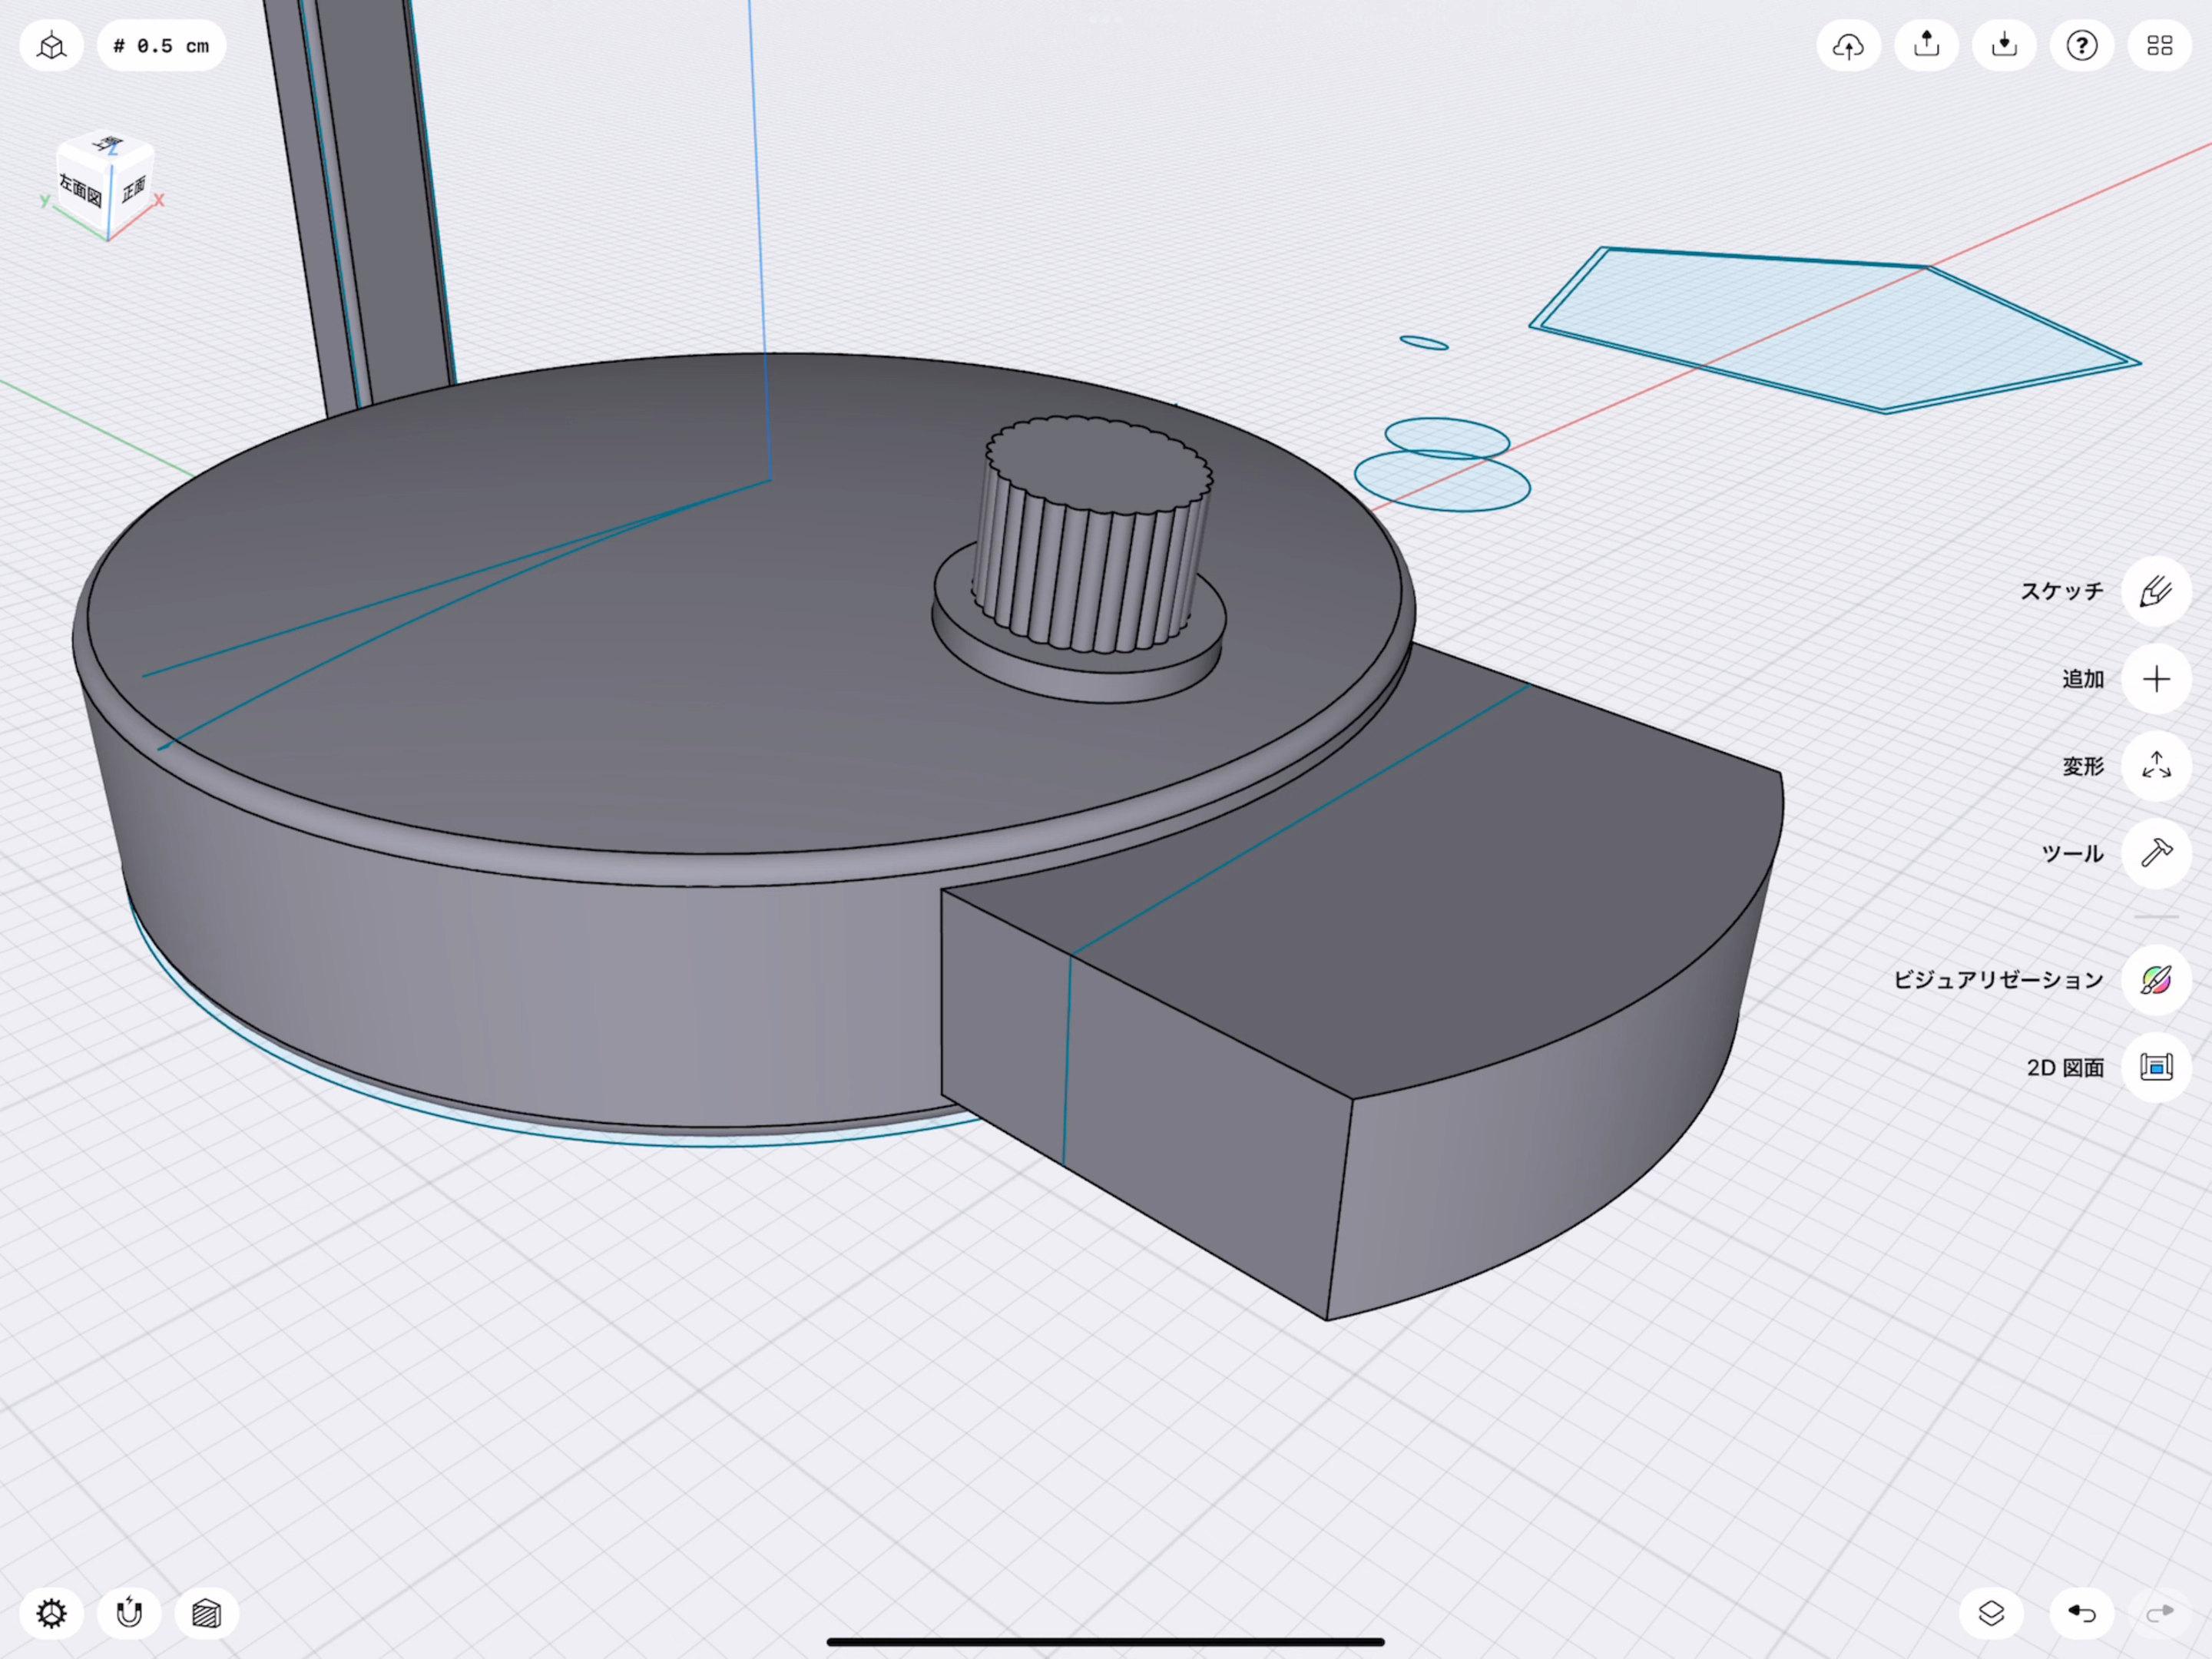 # 0.5 cm
Z
左面図
正面
y
x
スケッチ
追加
変形
ツール
ビジュアリゼーション
2D 図面